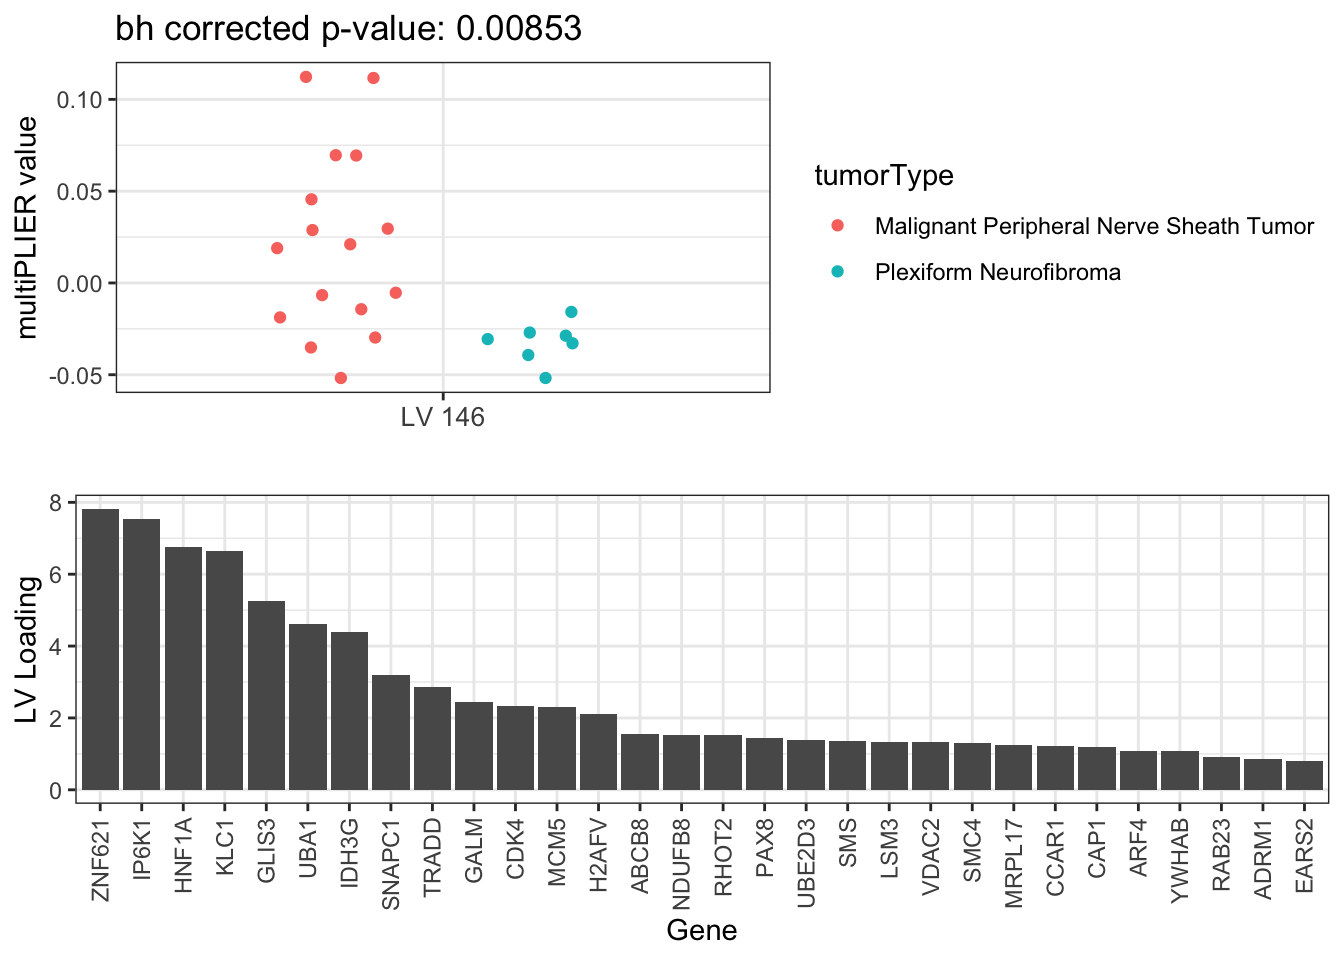 bh corrected p-value: 0.00853
multiPLIER value
0.10
0.05
0.00
-0.05
LV 146
tumorType
Malignant Peripheral Nerve Sheath Tumor
Plexiform Neurofibroma
LV Loading
8
6
4
2
0
ZNF621
IP6K1
HNF1A
KLC1
GLIS3
UBA1
IDH3G
SNAPC1
TRADD
GALM
CDK4
MCM5
H2AFV
ABCB8
NDUFB8
RHOT2
PAX8
UBE2D3
SMS
LSM3
VDAC2
SMC4
MRPL17
CCAR1
CAP1
ARF4
YWHAB
RAB23
ADRM1
EARS2
Gene